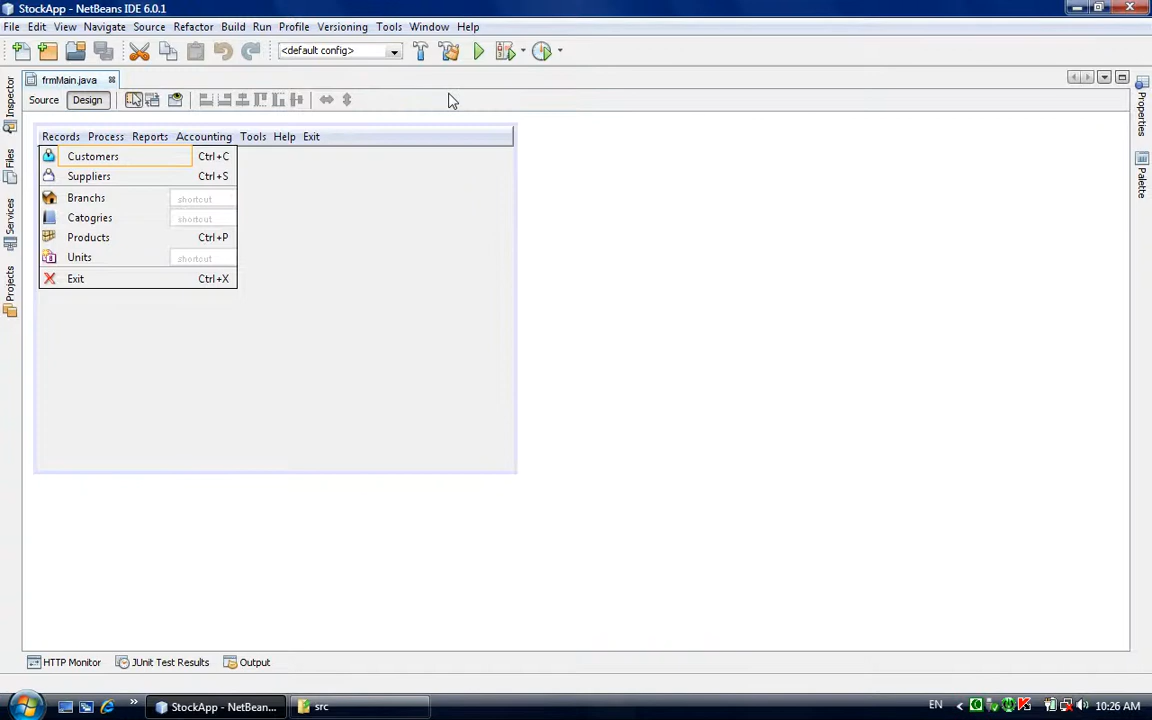 StockApp - NetBeans IDE 6.0.1
File Edit View Navigate Source Refactor Build Run Profile Versioning Tools Window Help
<default config>
frmMain.java
Source Design
Inspector
Files
Services
Projects
Records Process Reports Accounting Tools Help Exit
Customers Ctrl+C
Suppliers Ctrl+S
Branchs shortcut
Catogries shortcut
Products Ctrl+P
Units shortcut
Exit Ctrl+X
Properties
Palette
HTTP Monitor JUnit Test Results Output
StockApp - NetBean... src EN 10:26 AM